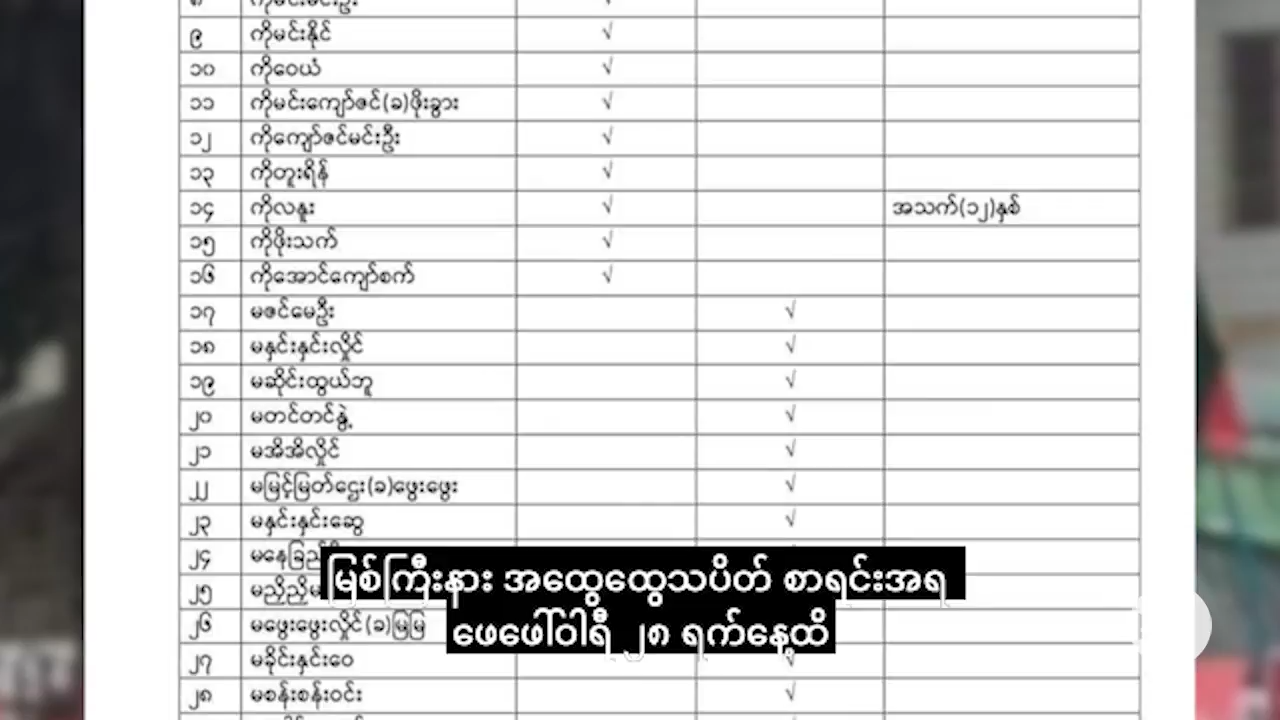 ၉ ကိုမင်းနိုင် √
၁၀ ကိုဝေယံ √
၁၁ ကိုမင်းကျော်ဇင်(ခ)ဖိုးခွား √
၁၂ ကိုကျော်ဇင်မင်းဦး √
၁၃ ကိုတူးရိန် √
၁၄ ကိုလနူး √ အသက်(၁၂)နှစ်
၁၅ ကိုဖိုးသက် √
၁၆ ကိုအောင်ကျော်စက် √
၁၇ မဇင်မေဦး √
၁၈ မနှင်းနှင်းလှိုင် √
၁၉ မဆိုင်းထွယ်ဘူ √
၂၀ မတင်တင်နွဲ့ √
၂၁ မအိအိလှိုင် √
၂၂ မမြင့်မြတ်ဌေး(ခ)ဖွေးဖွေး √
၂၃ မနှင်းနှင်းဆွေ √
၂၄
၂၅
မြစ်ကြီးနား အထွေထွေသပိတ် စာရင်းအရ
၂၆ မဖွေးဖွေးလှိုင်(ခ)မြမြ
ဖေဖေါ်ဝါရီ ၂၈ ရက်နေ့ထိ
၂၇ မခိုင်းနှင်းဝေ √
၂၈ မစန်းစန်းဝင်း √